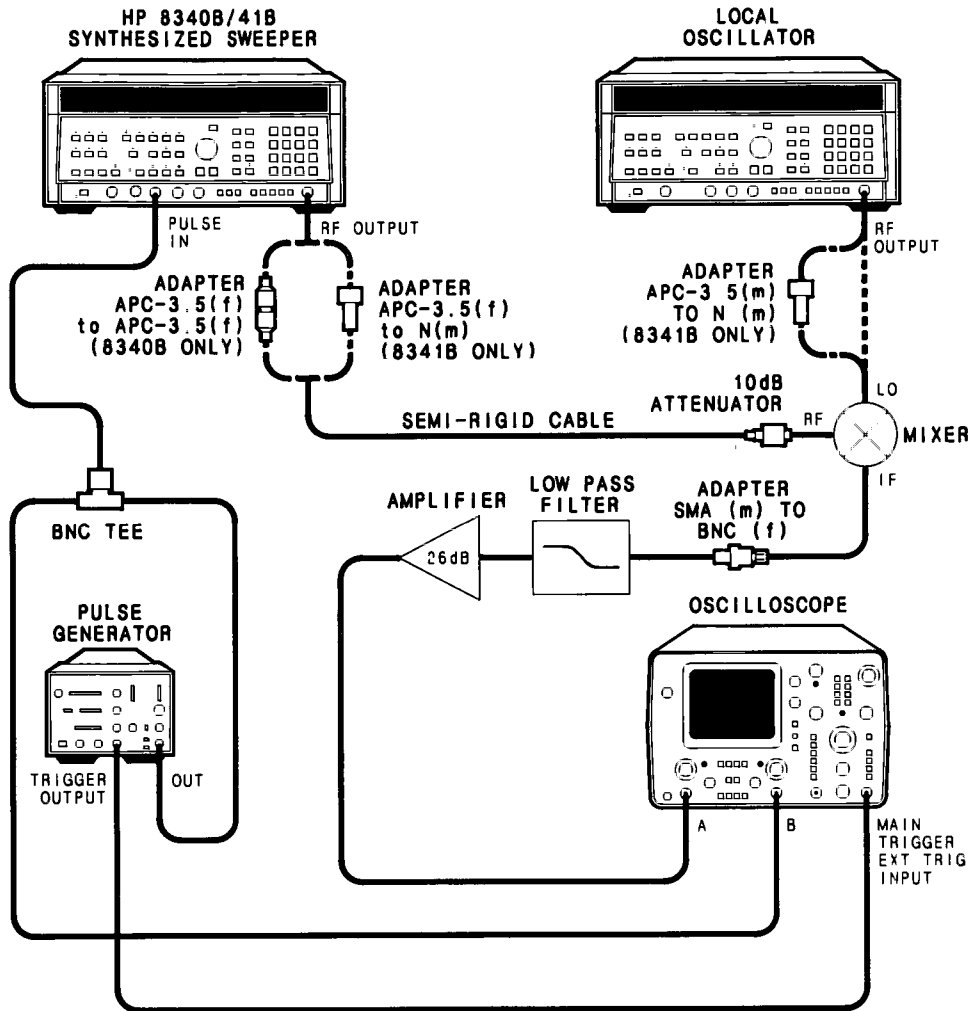 HP 8340B/41B
SYNTHESIZED SWEEPER
LOCAL
OSCILLATOR
PULSE
IN
RF OUTPUT
RF
OUTPUT
ADAPTER
APC-3.5(f)
to APC-3.5(f)
(8340B ONLY)
ADAPTER
APC-3.5(f)
to N(m)
(8341B ONLY)
ADAPTER
APC-3 5(m)
TO N (m)
(8341B ONLY)
10dB
ATTENUATOR
LO
SEMI-RIGID CABLE
RF
MIXER
IF
BNC TEE
AMPLIFIER
26dB
LOW PASS
FILTER
ADAPTER
SMA (m) TO
BNC (f)
PULSE
GENERATOR
OSCILLOSCOPE
TRIGGER
OUTPUT
OUT
A
B
MAIN
TRIGGER
EXT TRIG
INPUT